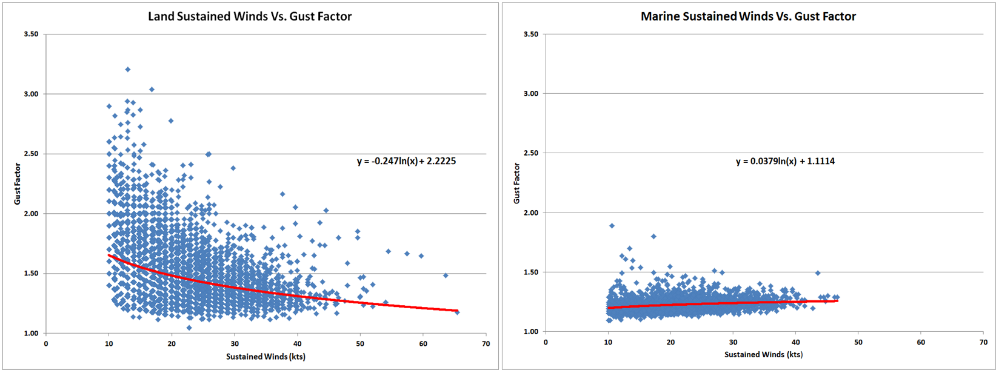 Land Sustained Winds Vs. Gust Factor
3.50
3.00
2.50
2.00
1.50
1.00
Gust Factor
y = -0.247ln(x) + 2.2225
0 10 20 30 40 50 60 70
Sustained Winds (kts)
Marine Sustained Winds Vs. Gust Factor
3.50
3.00
2.50
2.00
1.50
1.00
Gust Factor
y = 0.0379ln(x) + 1.1114
0 10 20 30 40 50 60 70
Sustained Winds (kts)